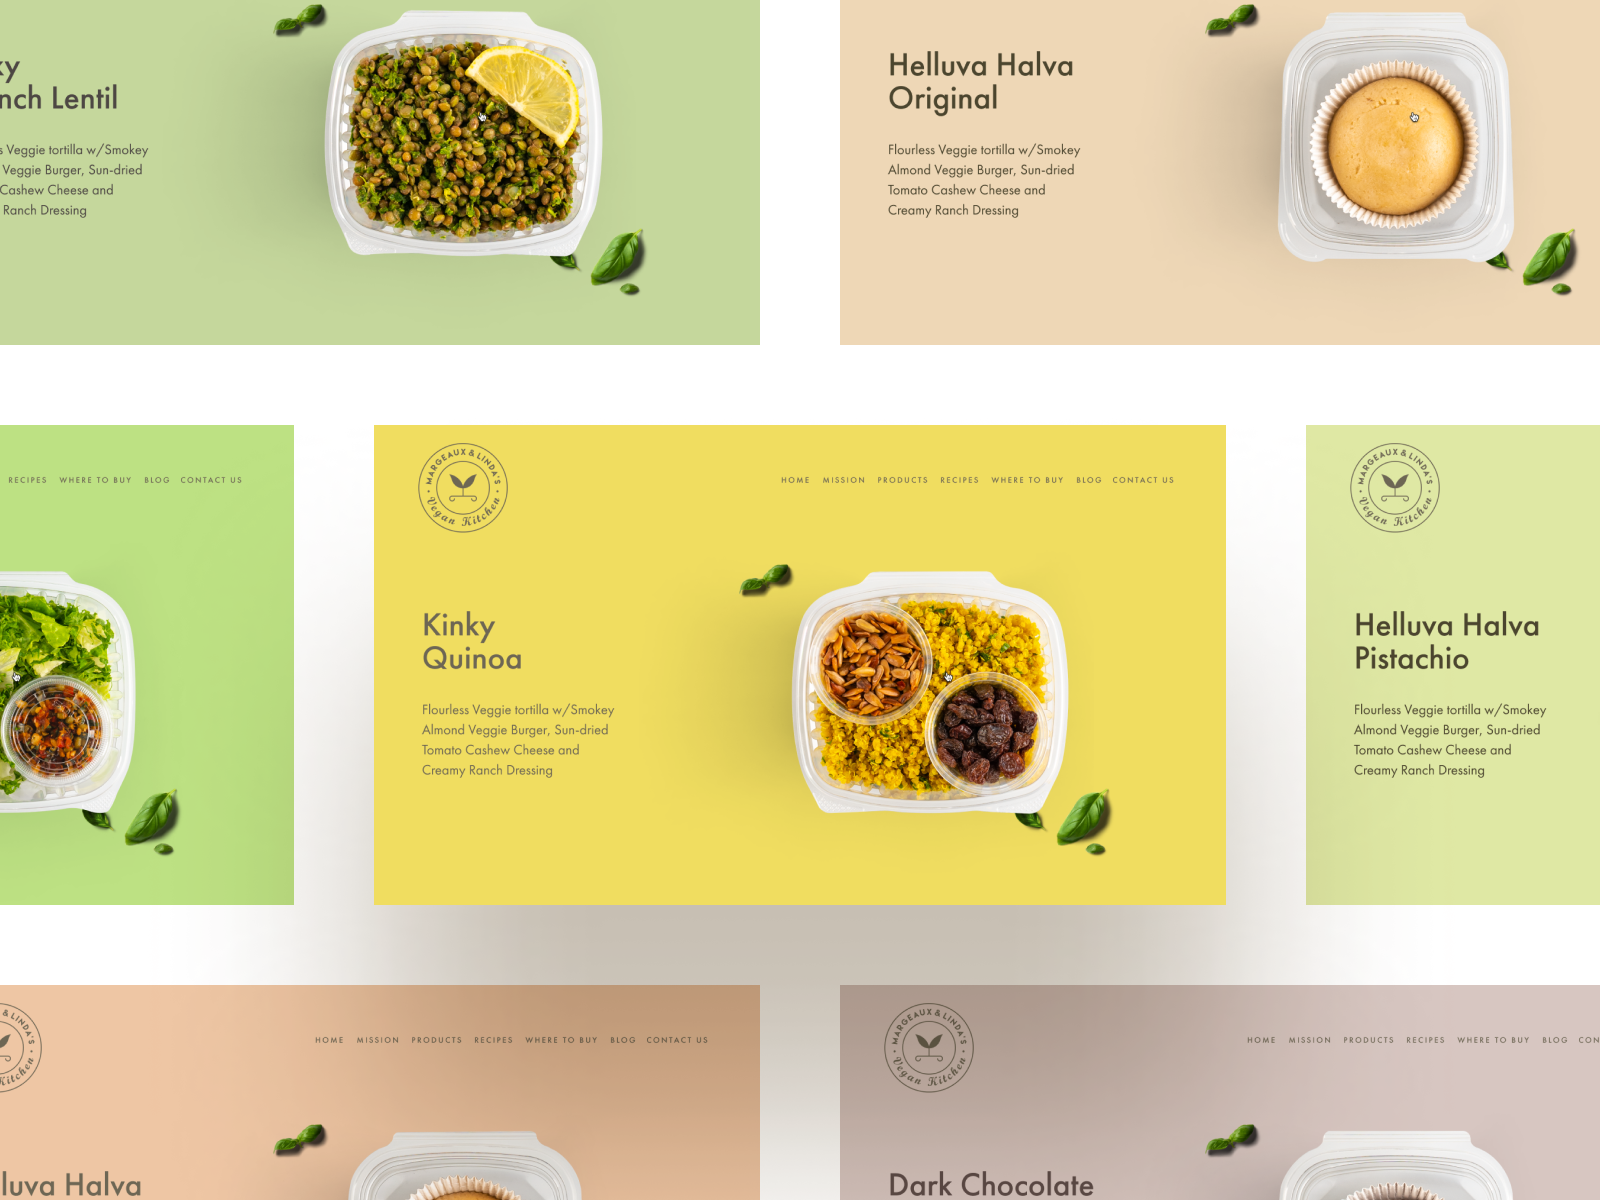 nch Lentil
Veggie tortilla w/Smokey
Veggie Burger, Sun-dried
Cashew Cheese and
Ranch Dressing
Helluva Halva
Original
Flourless Veggie tortilla w/Smokey
Almond Veggie Burger, Sun-dried
Tomato Cashew Cheese and
Creamy Ranch Dressing
RECIPES WHERE TO BUY BLOG CONTACT US
MARGEAUX & LINDA'S
Vegan Kitchen
HOME MISSION PRODUCTS RECIPES WHERE TO BUY BLOG CONTACT US
Kinky
Quinoa
Flourless Veggie tortilla w/Smokey
Almond Veggie Burger, Sun-dried
Tomato Cashew Cheese and
Creamy Ranch Dressing
MARGEAUX & LINDA'S
Vegan Kitchen
Helluva Halva
Pistachio
Flourless Veggie tortilla w/Smokey
Almond Veggie Burger, Sun-dried
Tomato Cashew Cheese and
Creamy Ranch Dressing
& LINDA'S
Kitchen
HOME MISSION PRODUCTS RECIPES WHERE TO BUY BLOG CONTACT US
luva Halva
MARGEAUX & LINDA'S
Vegan Kitchen
HOME MISSION PRODUCTS RECIPES WHERE TO BUY BLOG CON
Dark Chocolate